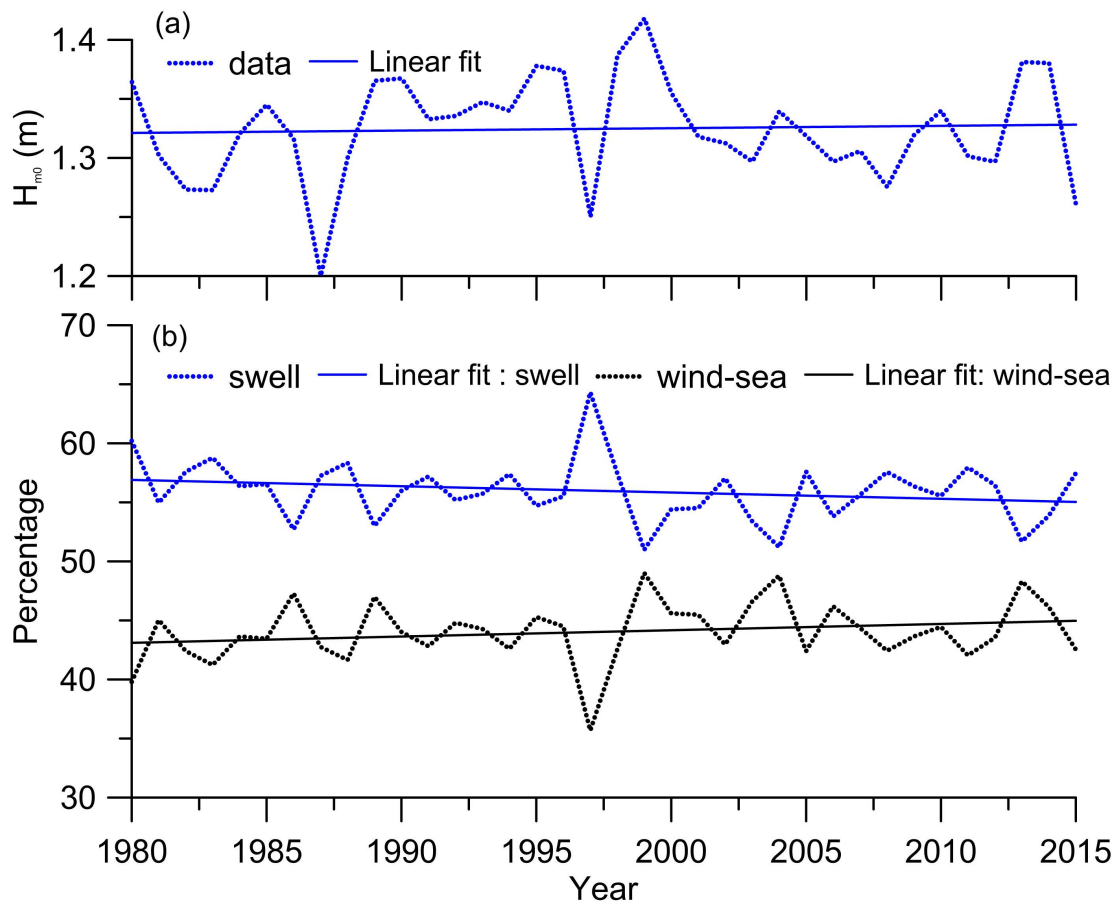 (a)
1.4
data Linear fit
1.3
1.2
H_m0 (m)
70
(b)
swell Linear fit : swell wind-sea Linear fit: wind-sea
60
50
40
30
Percentage
1980 1985 1990 1995 2000 2005 2010 2015
Year